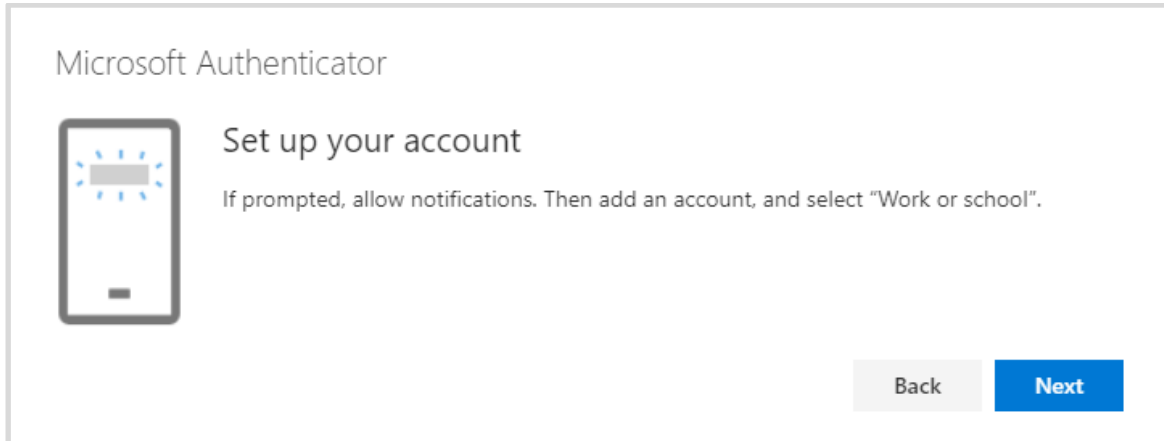 Microsoft Authenticator
Set up your account
If prompted, allow notifications. Then add an account, and select “Work or school”.
Back
Next